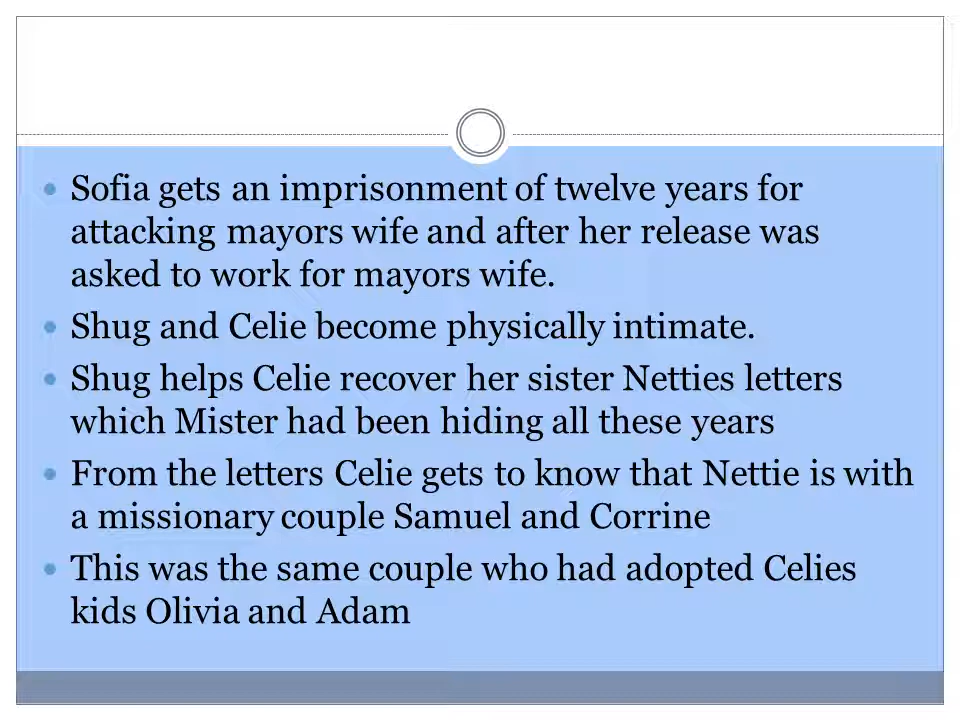 Sofia gets an imprisonment of twelve years for
attacking mayors wife and after her release was
asked to work for mayors wife.
Shug and Celie become physically intimate.
Shug helps Celie recover her sister Netties letters
which Mister had been hiding all these years
From the letters Celie gets to know that Nettie is with
a missionary couple Samuel and Corrine
This was the same couple who had adopted Celies
kids Olivia and Adam